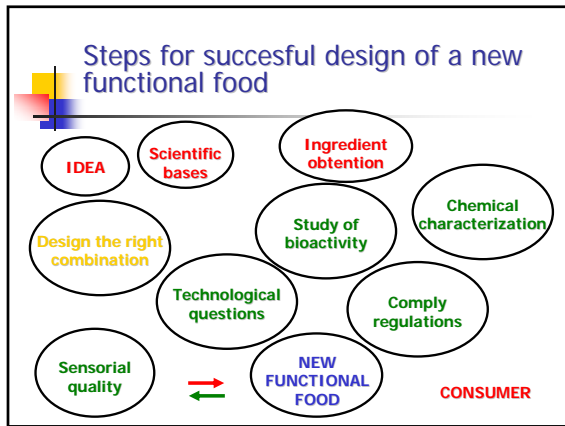 Steps for succesful design of a new
functional food
IDEA
Scientific
bases
Ingredient
obtention
Chemical
characterization
Design the right
combination
Study of
bioactivity
Technological
questions
Comply
regulations
Sensorial
quality
NEW
FUNCTIONAL
FOOD
CONSUMER